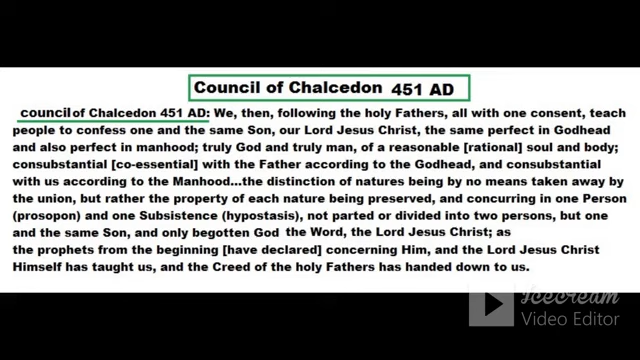 Council of Chalcedon 451 AD
council of Chalcedon 451 AD: We, then, following the holy Fathers, all with one consent, teach
people to confess one and the same Son, our Lord Jesus Christ, the same perfect in Godhead
and also perfect in manhood; truly God and truly man, of a reasonable [rational] soul and body;
consubstantial [co-essential] with the Father according to the Godhead, and consubstantial
with us according to the Manhood...the distinction of natures being by no means taken away by
the union, but rather the property of each nature being preserved, and concurring in one Person
(prosopon) and one Subsistence (hypostasis), not parted or divided into two persons, but one
and the same Son, and only begotten God the Word, the Lord Jesus Christ; as
the prophets from the beginning [have declared] concerning Him, and the Lord Jesus Christ
Himself has taught us, and the Creed of the holy Fathers has handed down to us.
Icecream
Video Editor